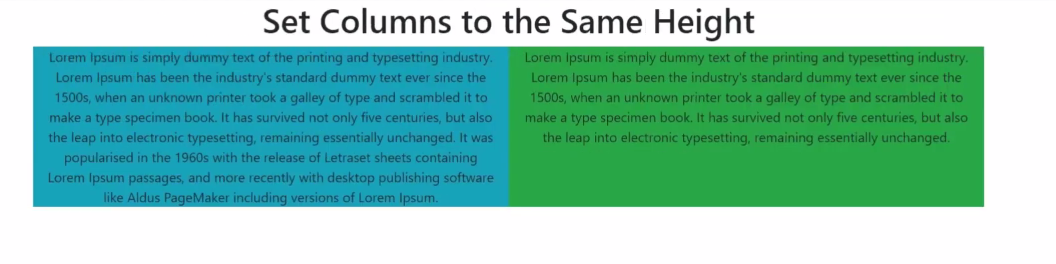 Set Columns to the Same Height
Lorem Ipsum is simply dummy text of the printing and typesetting industry.
Lorem Ipsum has been the industry's standard dummy text ever since the
1500s, when an unknown printer took a galley of type and scrambled it to
make a type specimen book. It has survived not only five centuries, but also
the leap into electronic typesetting, remaining essentially unchanged. It was
popularised in the 1960s with the release of Letraset sheets containing
Lorem Ipsum passages, and more recently with desktop publishing software
like Aldus PageMaker including versions of Lorem Ipsum.
Lorem Ipsum is simply dummy text of the printing and typesetting industry.
Lorem Ipsum has been the industry's standard dummy text ever since the
1500s, when an unknown printer took a galley of type and scrambled it to
make a type specimen book. It has survived not only five centuries, but also
the leap into electronic typesetting, remaining essentially unchanged.